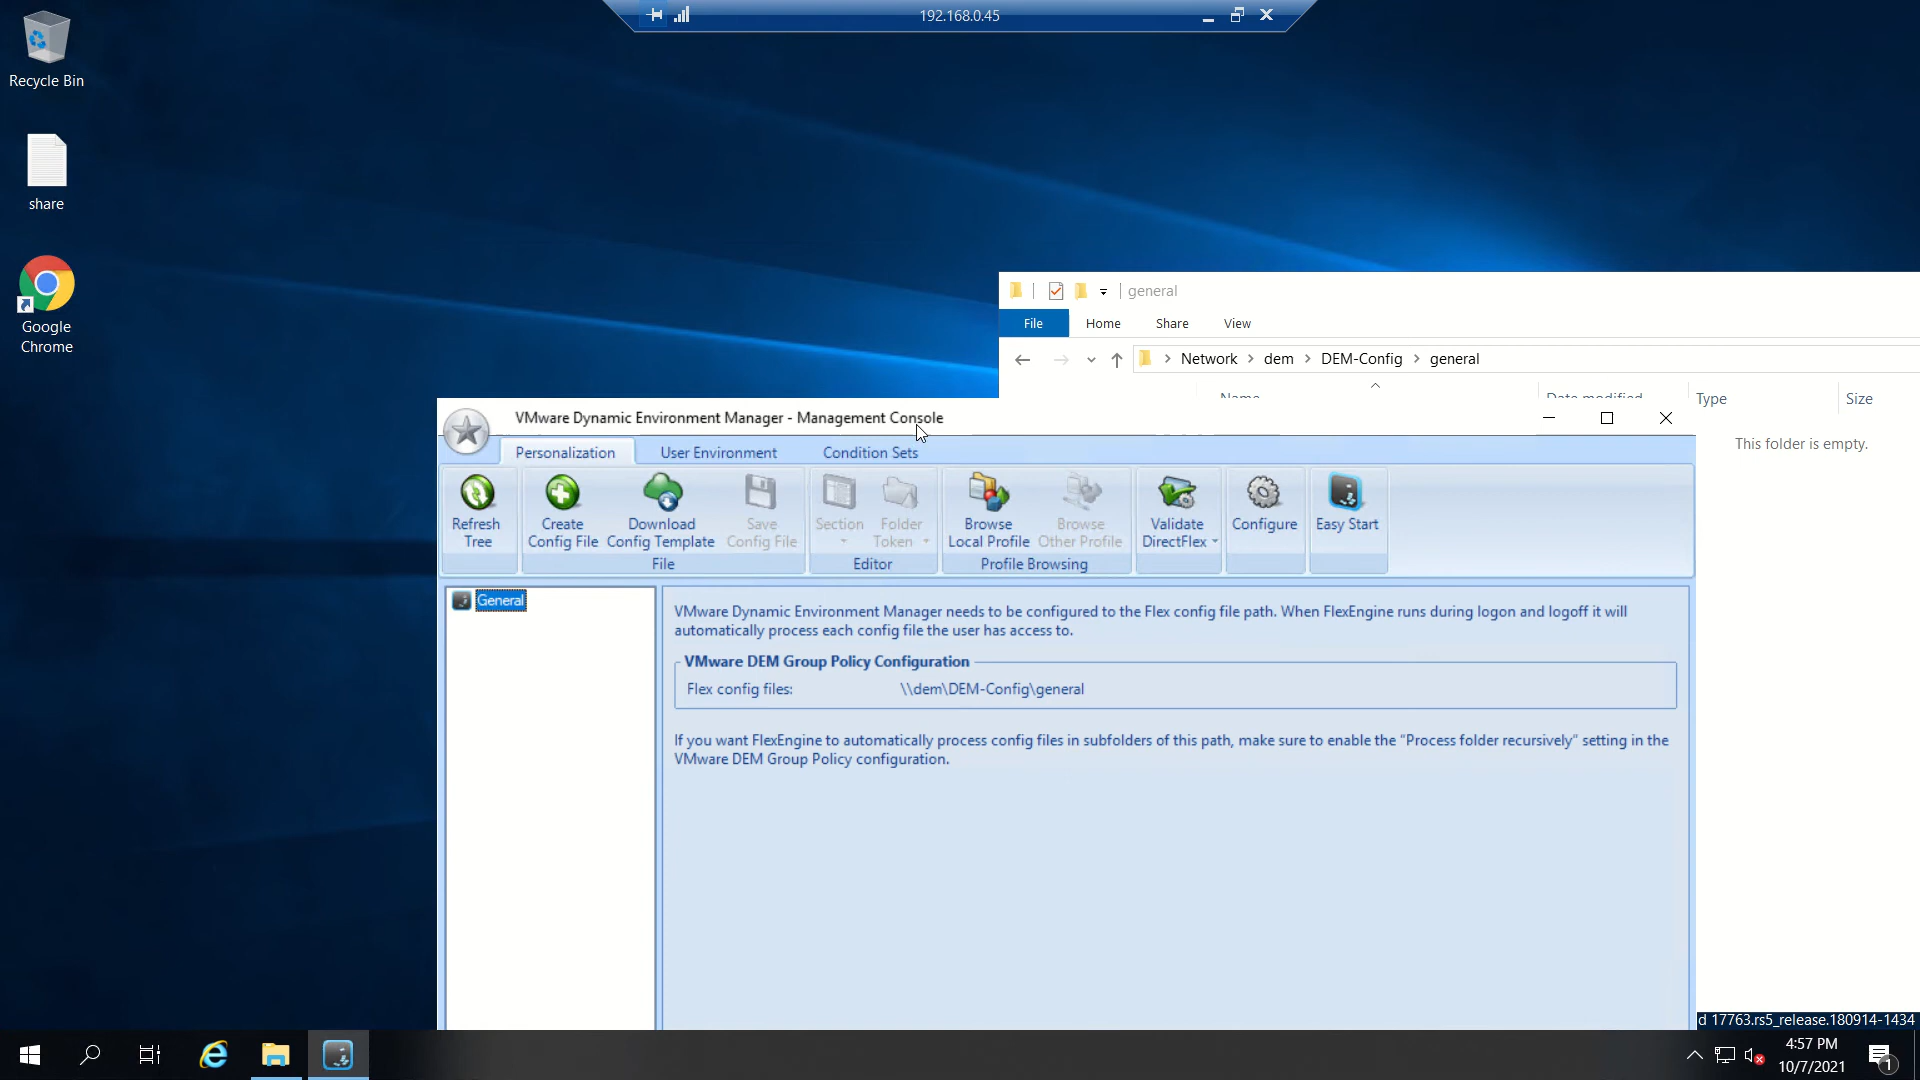 192.168.0.45
Recycle Bin
share
Google
Chrome
general
File
Home
Share
View
Network
dem
DEM-Config
general
Name
Date modified
Type
Size
This folder is empty.
VMware Dynamic Environment Manager - Management Console
Personalization
User Environment
Condition Sets
Refresh
Tree
Create
Config File
Download
Config Template
Save
Config File
File
Section
Folder
Token
Editor
Browse
Local Profile
Browse
Other Profile
Profile Browsing
Validate
DirectFlex
Configure
Easy Start
General
VMware Dynamic Environment Manager needs to be configured to the Flex config file path. When FlexEngine runs during logon and logoff it will
automatically process each config file the user has access to.
VMware DEM Group Policy Configuration
Flex config files:
\\dem\DEM-Config\general
If you want FlexEngine to automatically process config files in subfolders of this path, make sure to enable the "Process folder recursively" setting in the
VMware DEM Group Policy configuration.
d 17763.rs5_release.180914-1434
4:57 PM
10/7/2021
1